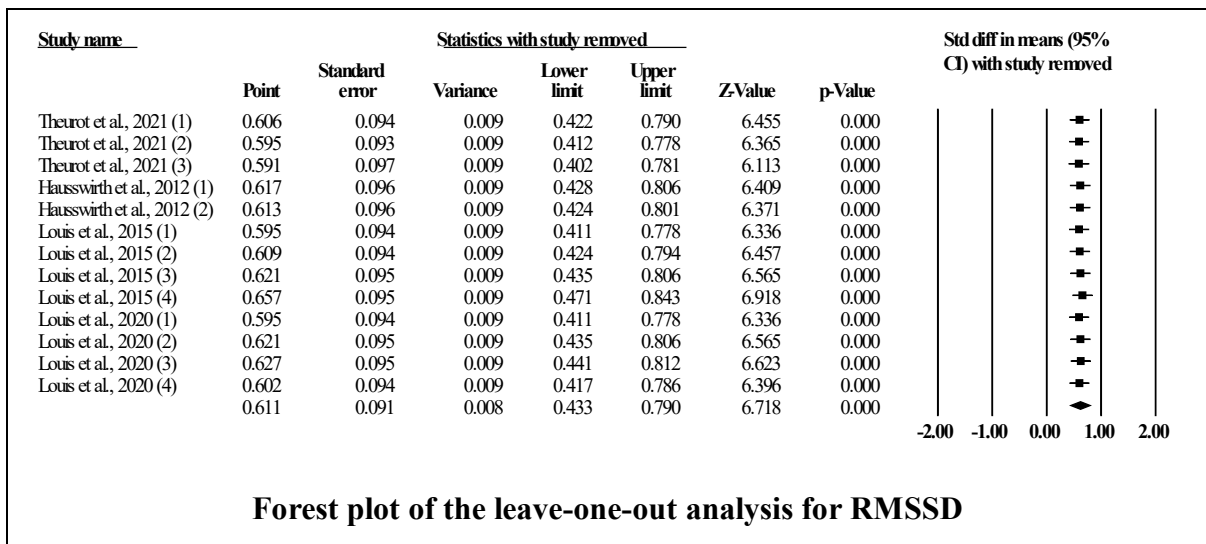 Study name Statistics with study removed Std diff in means (95%
CI) with study removed
Point Standard error Variance Lower limit Upper limit Z-Value p-Value
Theurot et al., 2021 (1) 0.606 0.094 0.009 0.422 0.790 6.455 0.000
Theurot et al., 2021 (2) 0.595 0.093 0.009 0.412 0.778 6.365 0.000
Theurot et al., 2021 (3) 0.591 0.097 0.009 0.402 0.781 6.113 0.000
Hausswirth et al., 2012 (1) 0.617 0.096 0.009 0.428 0.806 6.409 0.000
Hausswirth et al., 2012 (2) 0.613 0.096 0.009 0.424 0.801 6.371 0.000
Louis et al., 2015 (1) 0.595 0.094 0.009 0.411 0.778 6.336 0.000
Louis et al., 2015 (2) 0.609 0.094 0.009 0.424 0.794 6.457 0.000
Louis et al., 2015 (3) 0.621 0.095 0.009 0.435 0.806 6.565 0.000
Louis et al., 2015 (4) 0.657 0.095 0.009 0.471 0.843 6.918 0.000
Louis et al., 2020 (1) 0.595 0.094 0.009 0.411 0.778 6.336 0.000
Louis et al., 2020 (2) 0.621 0.095 0.009 0.435 0.806 6.565 0.000
Louis et al., 2020 (3) 0.627 0.095 0.009 0.441 0.812 6.623 0.000
Louis et al., 2020 (4) 0.602 0.094 0.009 0.417 0.786 6.396 0.000
0.611 0.091 0.008 0.433 0.790 6.718 0.000
-2.00 -1.00 0.00 1.00 2.00
Forest plot of the leave-one-out analysis for RMSSD